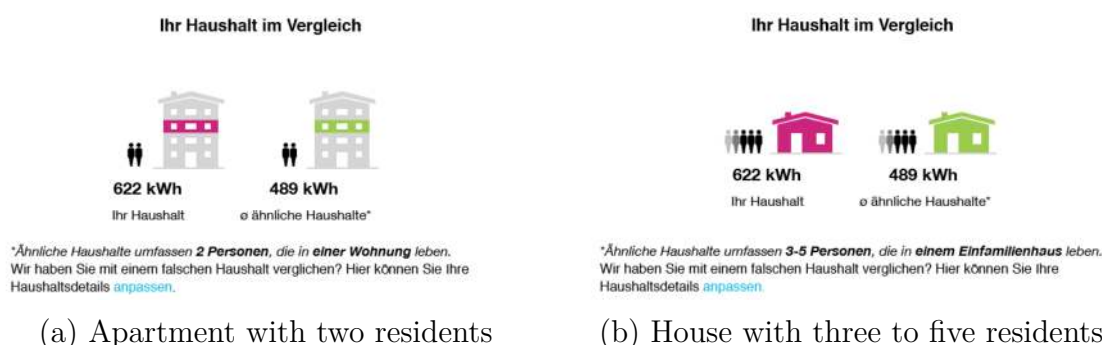 Ihr Haushalt im Vergleich
622 kWh
489 kWh
Ihr Haushalt
ø ähnliche Haushalte*
*Ähnliche Haushalte umfassen 2 Personen, die in einer Wohnung leben.
Wir haben Sie mit einem falschen Haushalt verglichen? Hier können Sie Ihre
Haushaltsdetails anpassen.
(a) Apartment with two residents
Ihr Haushalt im Vergleich
622 kWh
489 kWh
Ihr Haushalt
ø ähnliche Haushalte*
*Ähnliche Haushalte umfassen 3-5 Personen, die in einem Einfamilienhaus leben.
Wir haben Sie mit einem falschen Haushalt verglichen? Hier können Sie Ihre
Haushaltsdetails anpassen.
(b) House with three to five residents